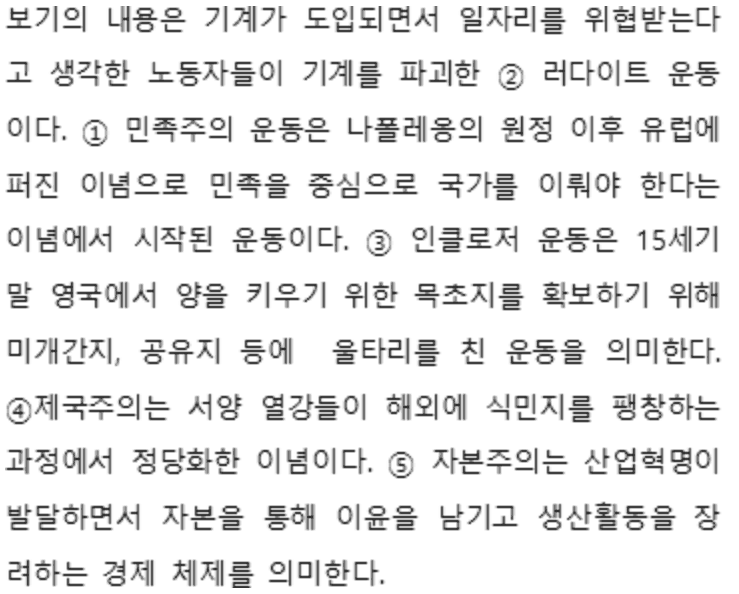 보기의 내용은 기계가 도입되면서 일자리를 위협받는다
고 생각한 노동자들이 기계를 파괴한 ② 러다이트 운동
이다. ① 민족주의 운동은 나폴레옹의 원정 이후 유럽에
퍼진 이념으로 민족을 중심으로 국가를 이뤄야 한다는
이념에서 시작된 운동이다. ③ 인클로저 운동은 15세기
말 영국에서 양을 키우기 위한 목초지를 확보하기 위해
미개간지, 공유지 등에 울타리를 친 운동을 의미한다.
④제국주의는 서양 열강들이 해외에 식민지를 팽창하는
과정에서 정당화한 이념이다. ⑤ 자본주의는 산업혁명이
발달하면서 자본을 통해 이윤을 남기고 생산활동을 장
려하는 경제 체제를 의미한다.